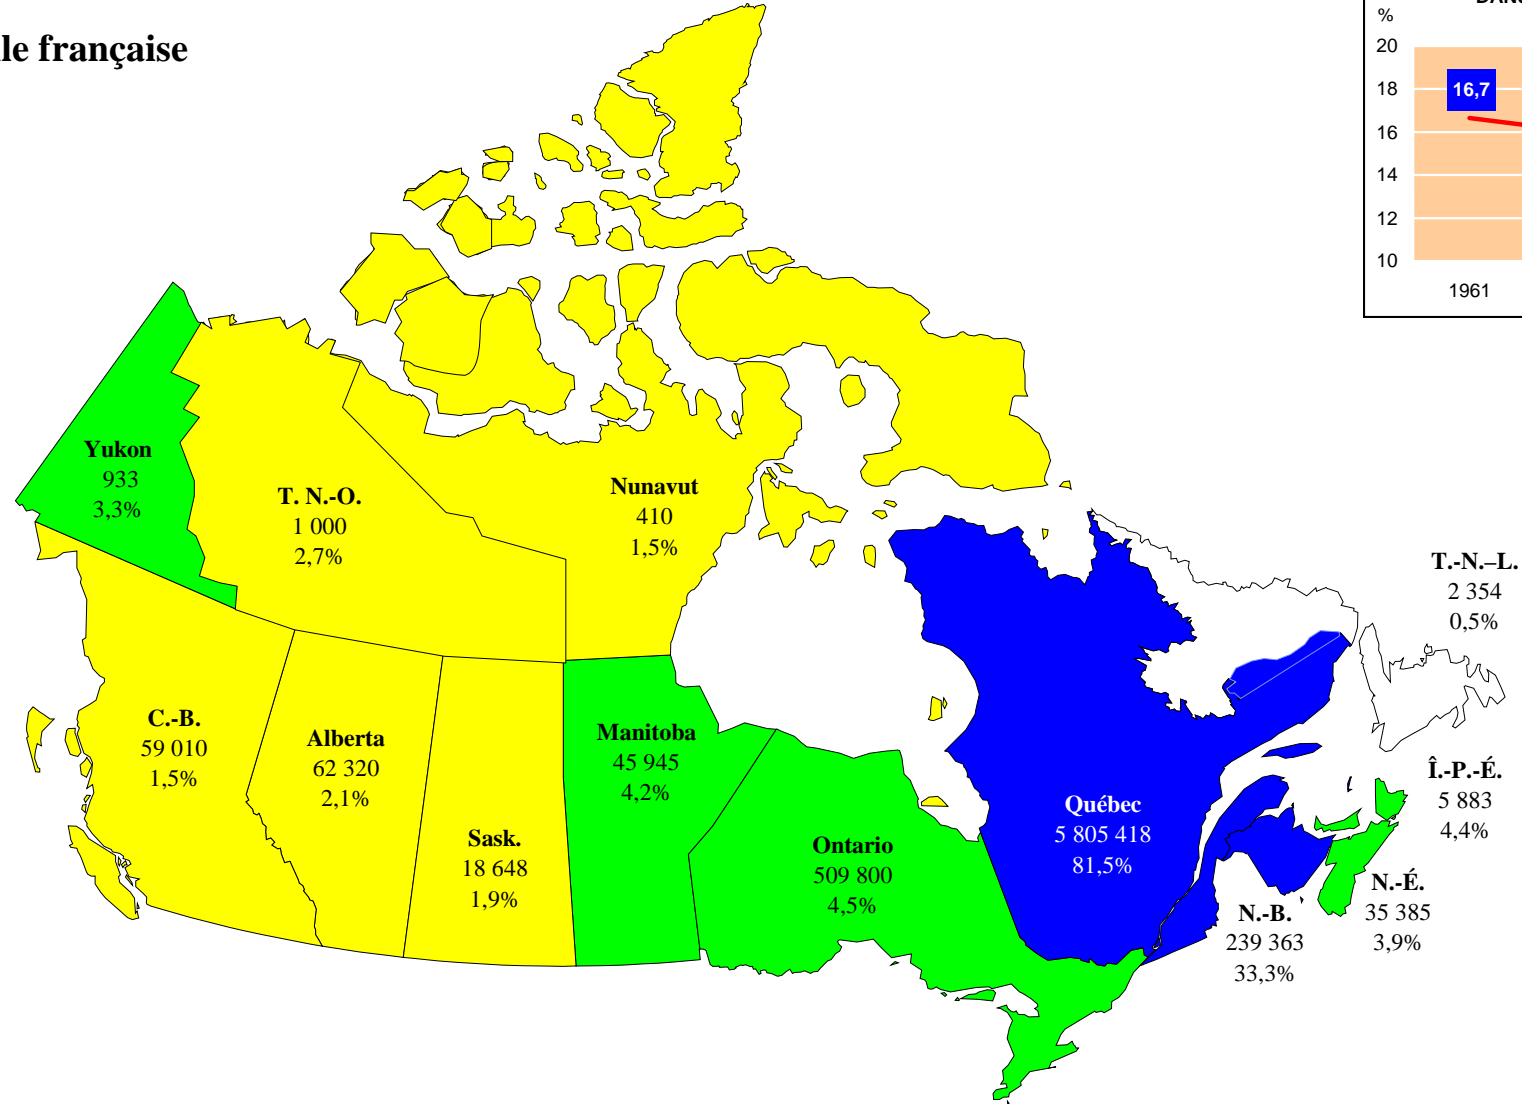 française
%
20
18
16
14
12
10
16,7
1961
Yukon
933
3,3%
T. N.-O.
1 000
2,7%
Nunavut
410
1,5%
T.-N.–L.
2 354
0,5%
C.-B.
59 010
1,5%
Alberta
62 320
2,1%
Sask.
18 648
1,9%
Manitoba
45 945
4,2%
Ontario
509 800
4,5%
Québec
5 805 418
81,5%
Î.-P.-É.
5 883
4,4%
N.-É.
35 385
3,9%
N.-B.
239 363
33,3%